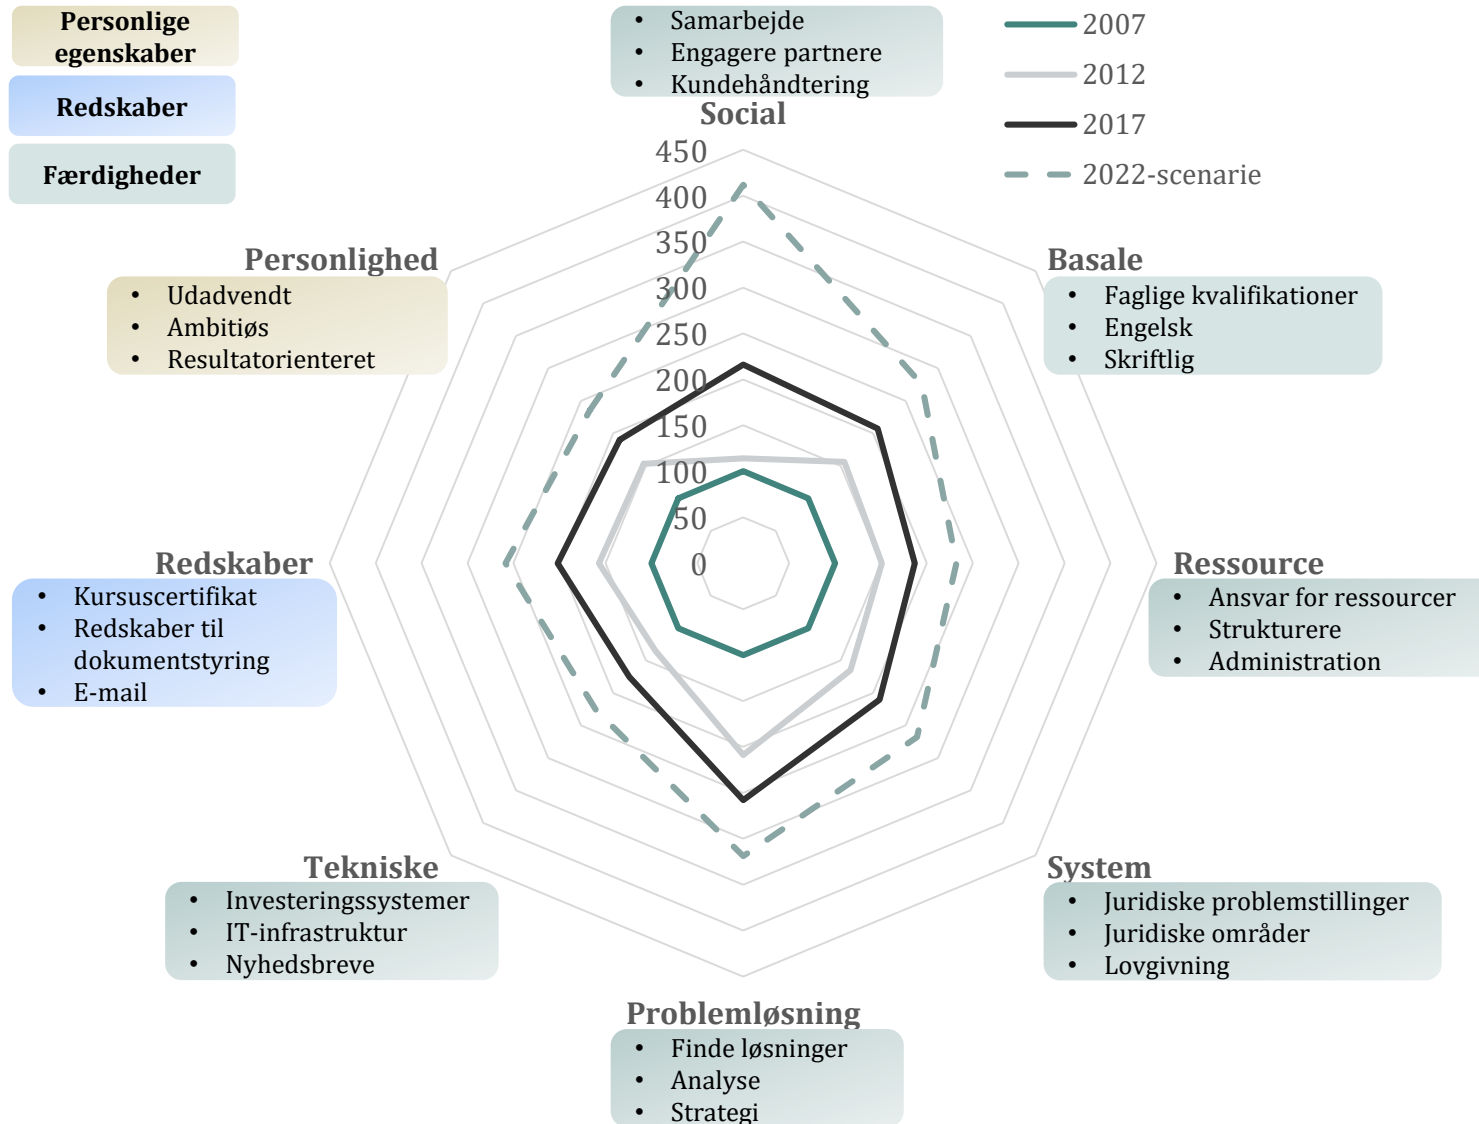 Personlige
egenskaber
Redskaber
Færdigheder
• Samarbejde
• Engagere partnere
• Kundehåndtering
Social
2007
2012
2017
2022-scenarie
450
400
350
300
250
200
150
100
50
0
Personlighed
• Udadvendt
• Ambitiøs
• Resultatorienteret
Basale
• Faglige kvalifikationer
• Engelsk
• Skriftlig
Redskaber
• Kursuscertifikat
• Redskaber til
dokumentstyring
• E-mail
Ressource
• Ansvar for ressourcer
• Strukturere
• Administration
Tekniske
• Investeringssystemer
• IT-infrastruktur
• Nyhedsbreve
System
• Juridiske problemstillinger
• Juridiske områder
• Lovgivning
Problemløsning
• Finde løsninger
• Analyse
• Strategi